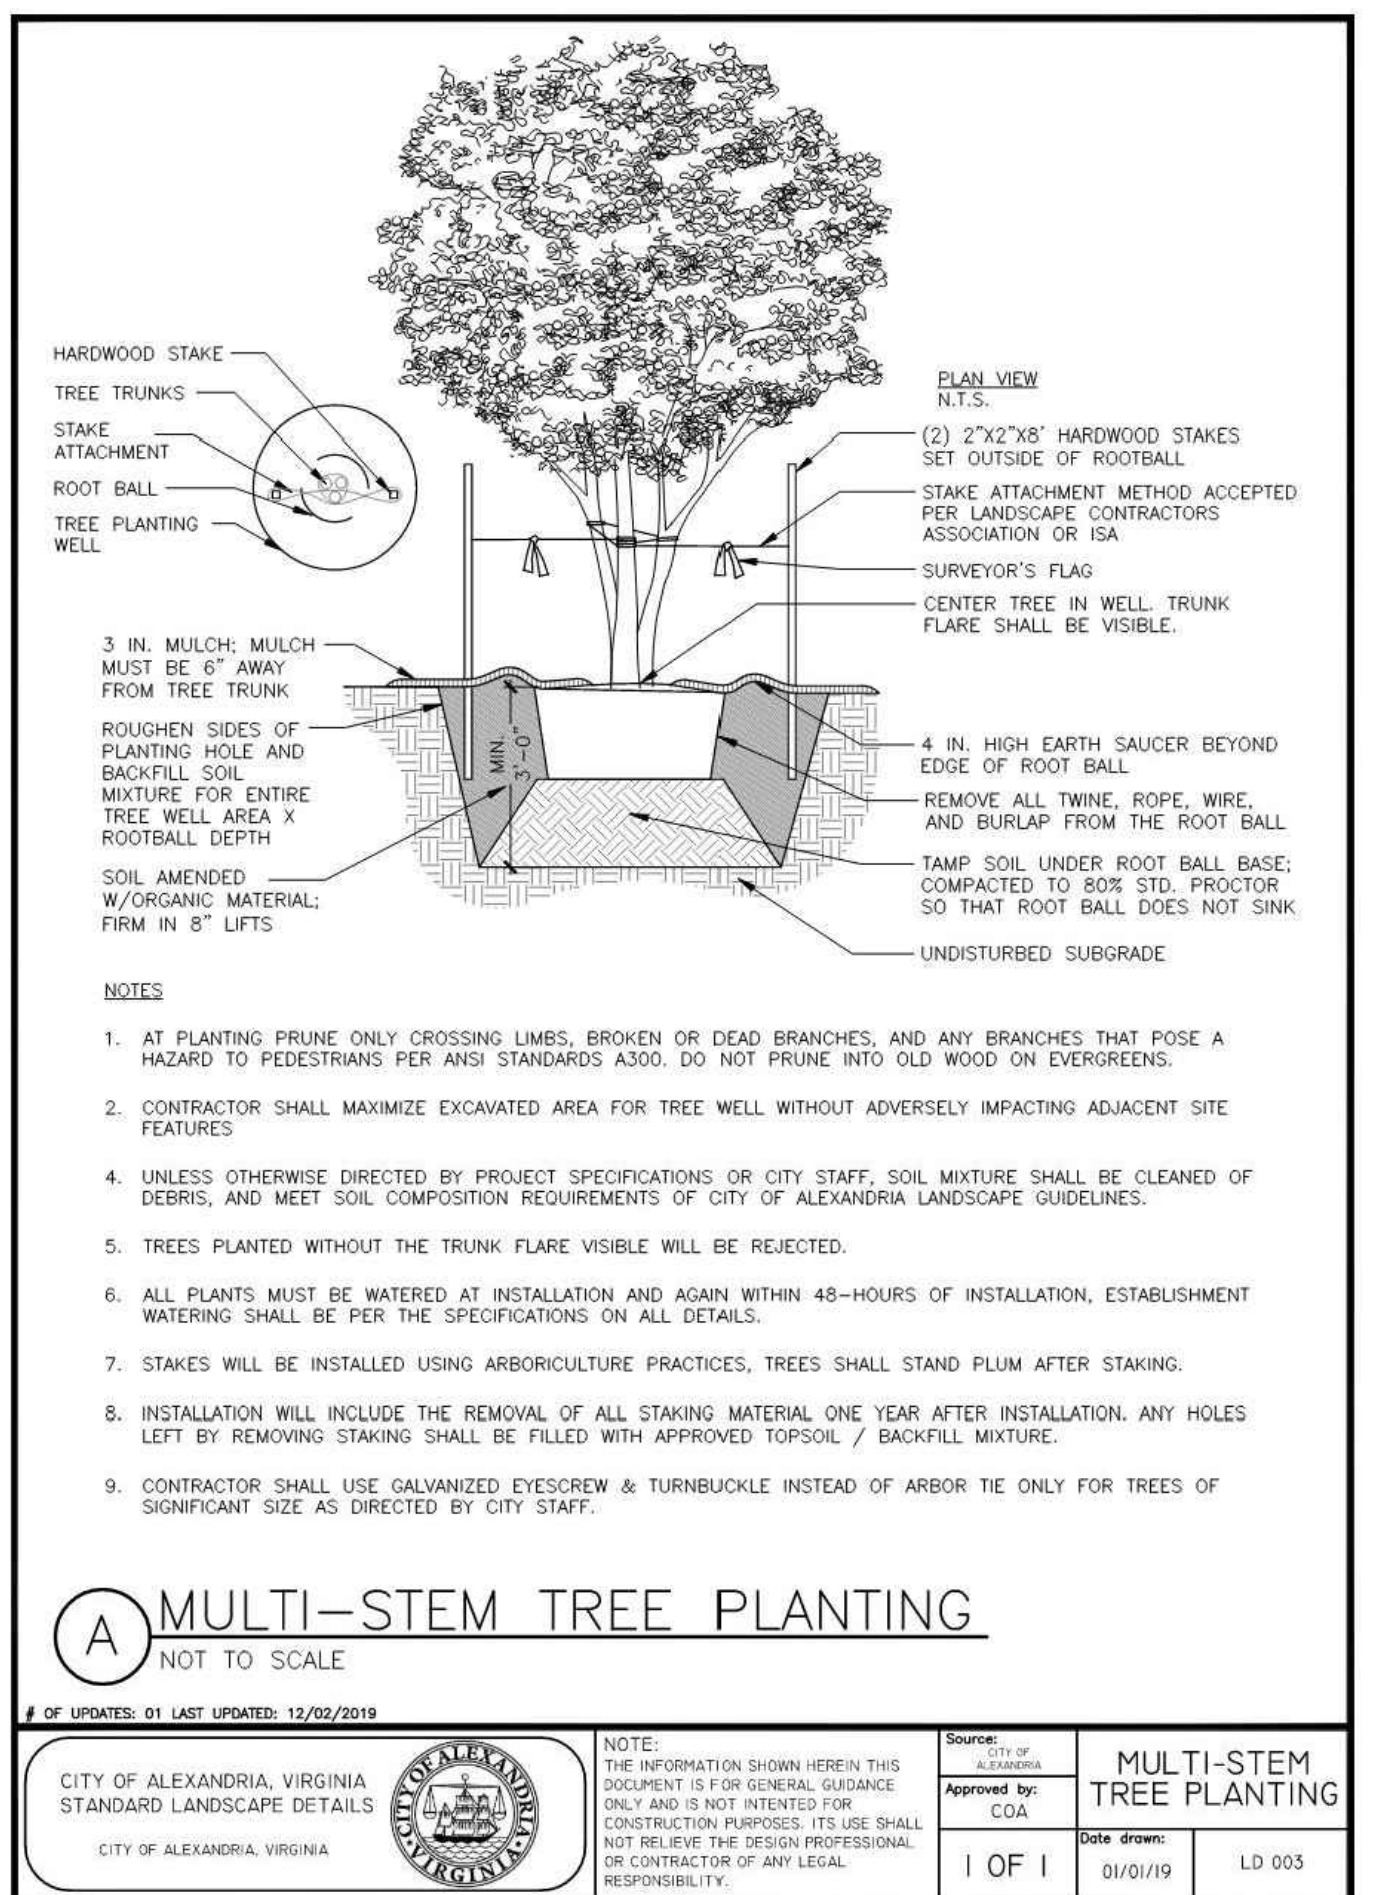 HARDWOOD STAKE
TREE TRUNKS
STAKE
ATTACHMENT
ROOT BALL
TREE PLANTING
WELL
PLAN VIEW
N.T.S.
(2) 2"X2"X8' HARDWOOD STAKES
SET OUTSIDE OF ROOTBALL
STAKE ATTACHMENT METHOD ACCEPTED
PER LANDSCAPE CONTRACTORS
ASSOCIATION OR ISA
SURVEYOR'S FLAG
CENTER TREE IN WELL. TRUNK
FLARE SHALL BE VISIBLE.
3 IN. MULCH; MULCH
MUST BE 6" AWAY
FROM TREE TRUNK
ROUGHEN SIDES OF
PLANTING HOLE AND
BACKFILL SOIL
MIXTURE FOR ENTIRE
TREE WELL AREA X
ROOTBALL DEPTH
SOIL AMENDED
W/ORGANIC MATERIAL;
FIRM IN 8" LIFTS
MIN.
3'-0"
4 IN. HIGH EARTH SAUCER BEYOND
EDGE OF ROOT BALL
REMOVE ALL TWINE, ROPE, WIRE,
AND BURLAP FROM THE ROOT BALL
TAMP SOIL UNDER ROOT BALL BASE;
COMPACTED TO 80% STD. PROCTOR
SO THAT ROOT BALL DOES NOT SINK
UNDISTURBED SUBGRADE
NOTES
1. AT PLANTING PRUNE ONLY CROSSING LIMBS, BROKEN OR DEAD BRANCHES, AND ANY BRANCHES THAT POSE A
HAZARD TO PEDESTRIANS PER ANSI STANDARDS A300. DO NOT PRUNE INTO OLD WOOD ON EVERGREENS.
2. CONTRACTOR SHALL MAXIMIZE EXCAVATED AREA FOR TREE WELL WITHOUT ADVERSELY IMPACTING ADJACENT SITE
FEATURES
4. UNLESS OTHERWISE DIRECTED BY PROJECT SPECIFICATIONS OR CITY STAFF, SOIL MIXTURE SHALL BE CLEANED OF
DEBRIS, AND MEET SOIL COMPOSITION REQUIREMENTS OF CITY OF ALEXANDRIA LANDSCAPE GUIDELINES.
5. TREES PLANTED WITHOUT THE TRUNK FLARE VISIBLE WILL BE REJECTED.
6. ALL PLANTS MUST BE WATERED AT INSTALLATION AND AGAIN WITHIN 48-HOURS OF INSTALLATION, ESTABLISHMENT
WATERING SHALL BE PER THE SPECIFICATIONS ON ALL DETAILS.
7. STAKES WILL BE INSTALLED USING ARBORICULTURE PRACTICES, TREES SHALL STAND PLUM AFTER STAKING.
8. INSTALLATION WILL INCLUDE THE REMOVAL OF ALL STAKING MATERIAL ONE YEAR AFTER INSTALLATION. ANY HOLES
LEFT BY REMOVING STAKING SHALL BE FILLED WITH APPROVED TOPSOIL / BACKFILL MIXTURE.
9. CONTRACTOR SHALL USE GALVANIZED EYESCREW & TURNBUCKLE INSTEAD OF ARBOR TIE ONLY FOR TREES OF
SIGNIFICANT SIZE AS DIRECTED BY CITY STAFF.
A
MULTI-STEM TREE PLANTING
NOT TO SCALE
# OF UPDATES: 01 LAST UPDATED: 12/02/2019
CITY OF ALEXANDRIA, VIRGINIA
STANDARD LANDSCAPE DETAILS
CITY OF ALEXANDRIA, VIRGINIA
CITY OF ALEXANDRIA
VIRGINIA
NOTE:
THE INFORMATION SHOWN HEREIN THIS
DOCUMENT IS FOR GENERAL GUIDANCE
ONLY AND IS NOT INTENTED FOR
CONSTRUCTION PURPOSES. ITS USE SHALL
NOT RELIEVE THE DESIGN PROFESSIONAL
OR CONTRACTOR OF ANY LEGAL
RESPONSIBILITY.
Source:
CITY OF
ALEXANDRIA
Approved by:
COA
1 OF 1
MULTI-STEM
TREE PLANTING
Date drawn:
01/01/19
LD 003